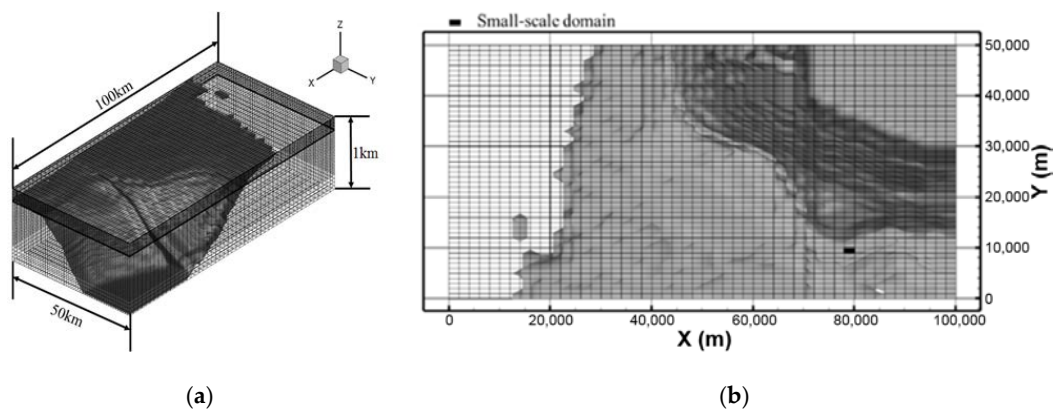 100km
1km
50km
Z
X
Y
(a)
Small-scale domain
50,000
40,000
30,000
20,000
10,000
0
Y (m)
0 20,000 40,000 60,000 80,000 100,000
X (m)
(b)